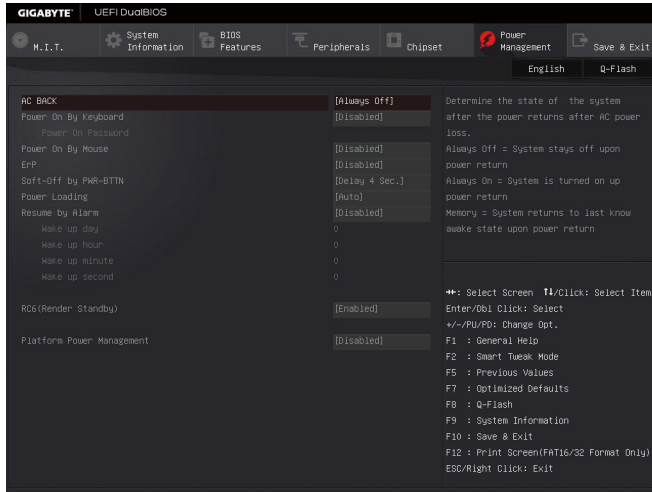 GIGABYTE™ UEFI DualBIOS
M.I.T. System Information BIOS Features Peripherals Chipset Power Management Save & Exit
English Q-Flash
AC BACK [Always Off]
Power On By Keyboard [Disabled]
Power On Password
Power On By Mouse [Disabled]
ErP [Disabled]
Soft-Off by PWR-BTTN [Delay 4 Sec.]
Power Loading [Auto]
Resume by Alarm [Disabled]
Wake up day 0
Wake up hour 0
Wake up minute 0
Wake up second 0
RC6(Render Standby) [Enabled]
Platform Power Management [Disabled]
Determine the state of the system
after the power returns after AC power
loss.
Always Off = System stays off upon
power return
Always On = System is turned on up
power return
Memory = System returns to last know
awake state upon power return
→←: Select Screen ↑↓/Click: Select Item
Enter/Dbl Click: Select
+/-/PU/PD: Change Opt.
F1 : General Help
F2 : Smart Tweak Mode
F5 : Previous Values
F7 : Optimized Defaults
F8 : Q-Flash
F9 : System Information
F10 : Save & Exit
F12 : Print Screen(FAT16/32 Format Only)
ESC/Right Click: Exit